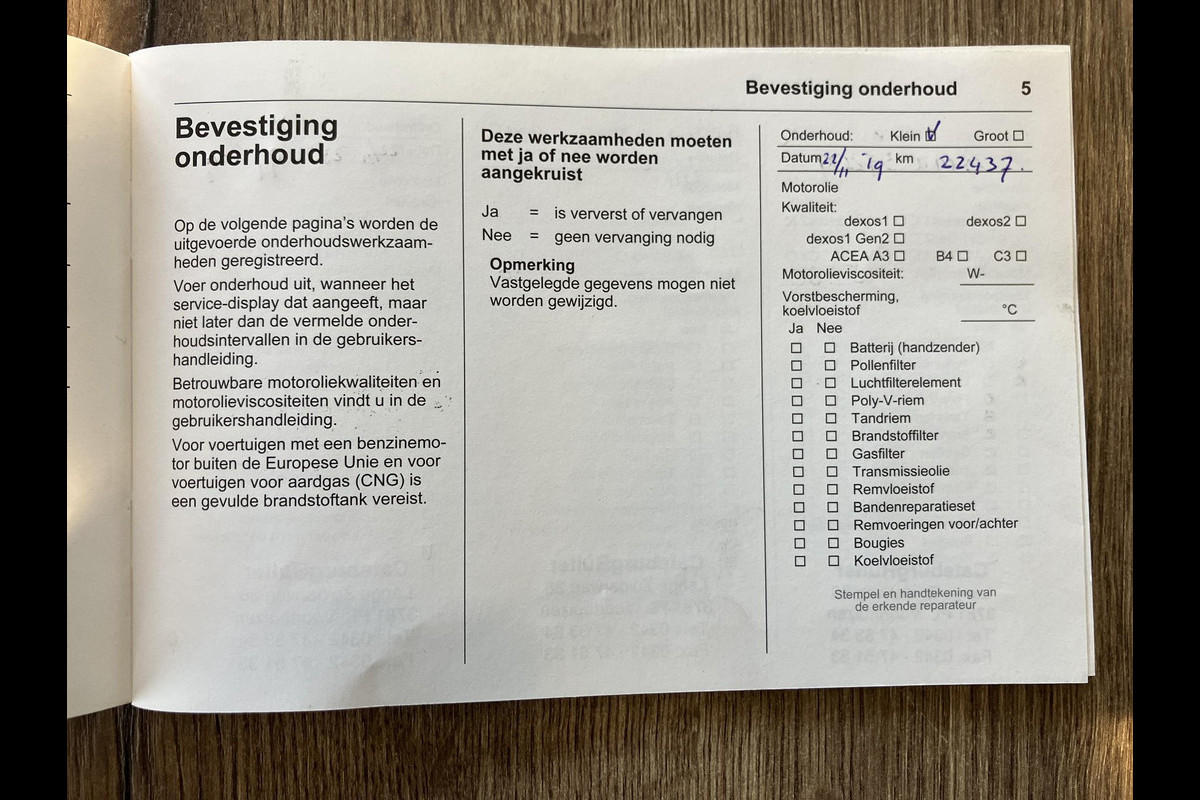 Bevestiging onderhoud 5
Bevestiging
onderhoud
Op de volgende pagina's worden de
uitgevoerde onderhoudswerkzaam-
heden geregistreerd.
Voer onderhoud uit, wanneer het
service-display dat aangeeft, maar
niet later dan de vermelde onder-
houdsintervallen in de gebruikers-
handleiding.
Betrouwbare motoroliekwaliteiten en
motorolieviscositeiten vindt u in de
gebruikershandleiding.
Voor voertuigen met een benzinemo-
tor buiten de Europese Unie en voor
voertuigen voor aardgas (CNG) is
een gevulde brandstoftank vereist.
Deze werkzaamheden moeten
met ja of nee worden
aangekruist
Ja = is ververst of vervangen
Nee = geen vervanging nodig
Opmerking
Vastgelegde gegevens mogen niet
worden gewijzigd.
Onderhoud: Klein ☑ Groot ☐
Datum 22/11 '19 km 22437.
Motorolie
Kwaliteit:
dexos1 ☐ dexos2 ☐
dexos1 Gen2 ☐
ACEA A3 ☐ B4 ☐ C3 ☐
Motorolieviscositeit: W-
Vorstbescherming,
koelvloeistof °C
Ja Nee
☐ ☐ Batterij (handzender)
☐ ☐ Pollenfilter
☐ ☐ Luchtfilterelement
☐ ☐ Poly-V-riem
☐ ☐ Tandriem
☐ ☐ Brandstoffilter
☐ ☐ Gasfilter
☐ ☐ Transmissieolie
☐ ☐ Remvloeistof
☐ ☐ Bandenreparatieset
☐ ☐ Remvoeringen voor/achter
☐ ☐ Bougies
☐ ☐ Koelvloeistof
Stempel en handtekening van
de erkende reparateur